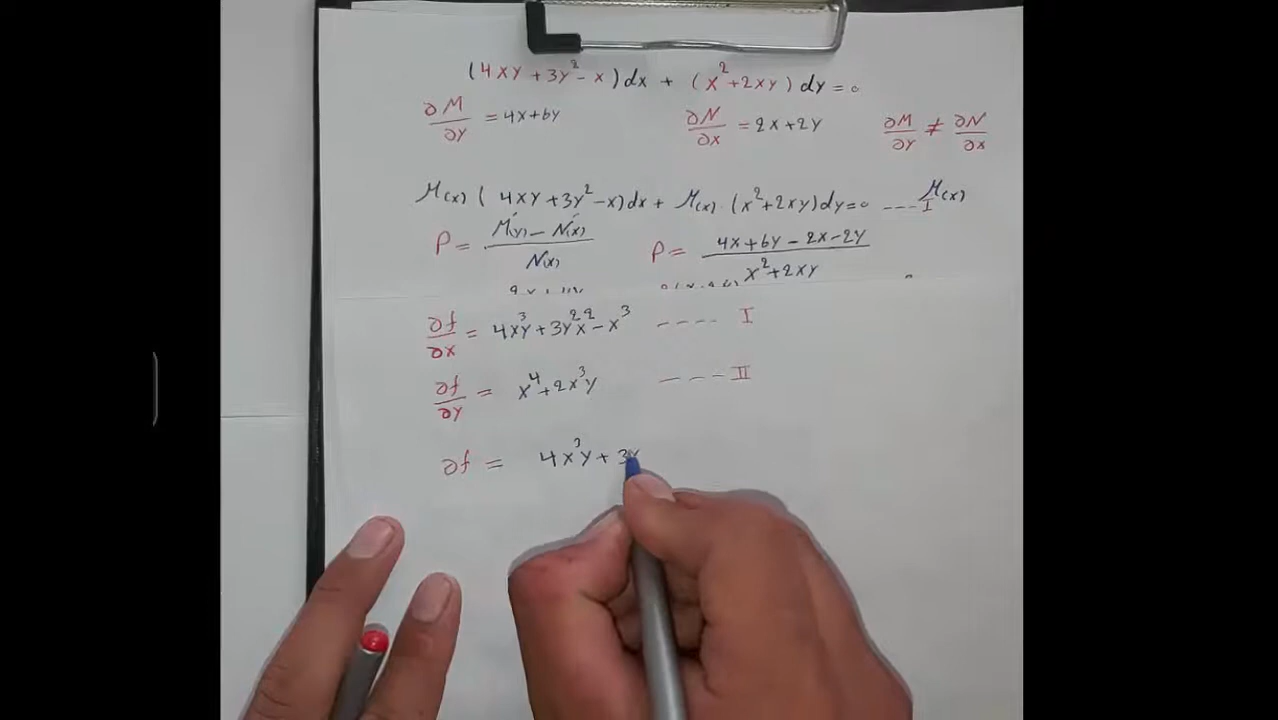 (4xy + 3y² - x) dx + (x² + 2xy) dy = 0
∂M/∂y = 4x+6y ∂N/∂x = 2x+2y ∂M/∂y ≠ ∂N/∂x
M(x) (4xy + 3y² - x)dx + M(x) . (x² + 2xy)dy = 0 ---- I M(x)
P = M'(y) - N'(x) / N(x) P = 4x + 6y - 2x - 2y / x² + 2xy
∂f/∂x = 4x³y + 3y²x² - x³ ---- I
∂f/∂y = x⁴ + 2x³y --- II
∂f = 4x³y + 3y